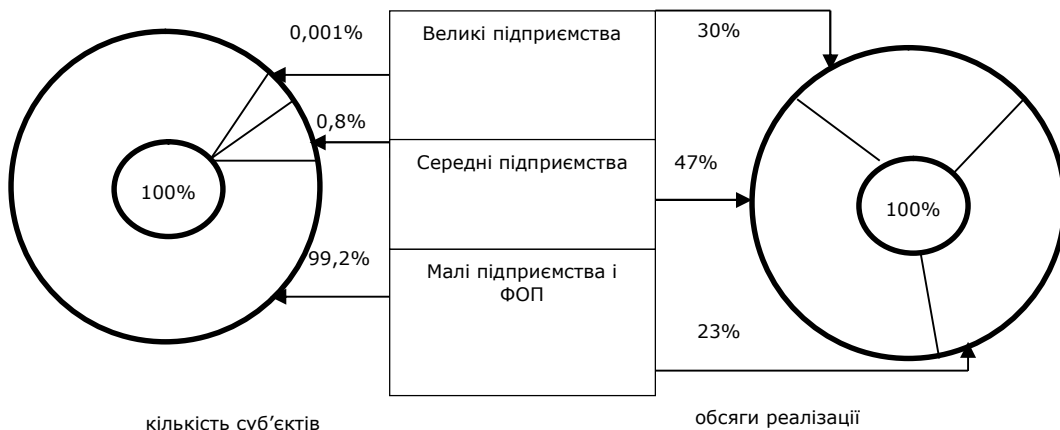 0,001%
Великі підприємства
30%
0,8%
Середні підприємства
47%
100%
100%
99,2%
Малі підприємства і
ФОП
23%
кількість суб’єктів
обсяги реалізації